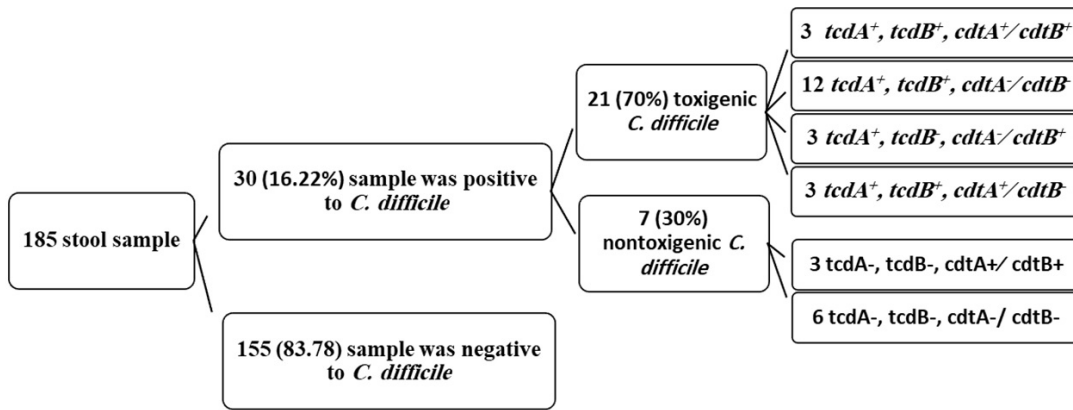 185 stool sample
30 (16.22%) sample was positive
to C. difficile
155 (83.78) sample was negative
to C. difficile
21 (70%) toxigenic
C. difficile
7 (30%)
nontoxigenic C.
difficile
3 tcdA⁺, tcdB⁺, cdtA⁺/cdtB⁺
12 tcdA⁺, tcdB⁺, cdtA⁻/cdtB⁻
3 tcdA⁺, tcdB⁻, cdtA⁻/cdtB⁺
3 tcdA⁺, tcdB⁺, cdtA⁺/cdtB⁻
3 tcdA-, tcdB-, cdtA+/ cdtB+
6 tcdA-, tcdB-, cdtA-/ cdtB-